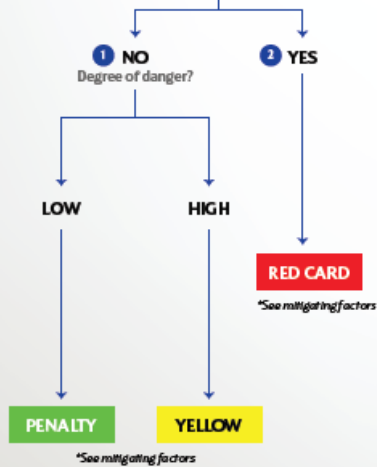 1 NO
Degree of danger?
2 YES
LOW
HIGH
RED CARD
*See mitigating factors
PENALTY
YELLOW
*See mitigating factors